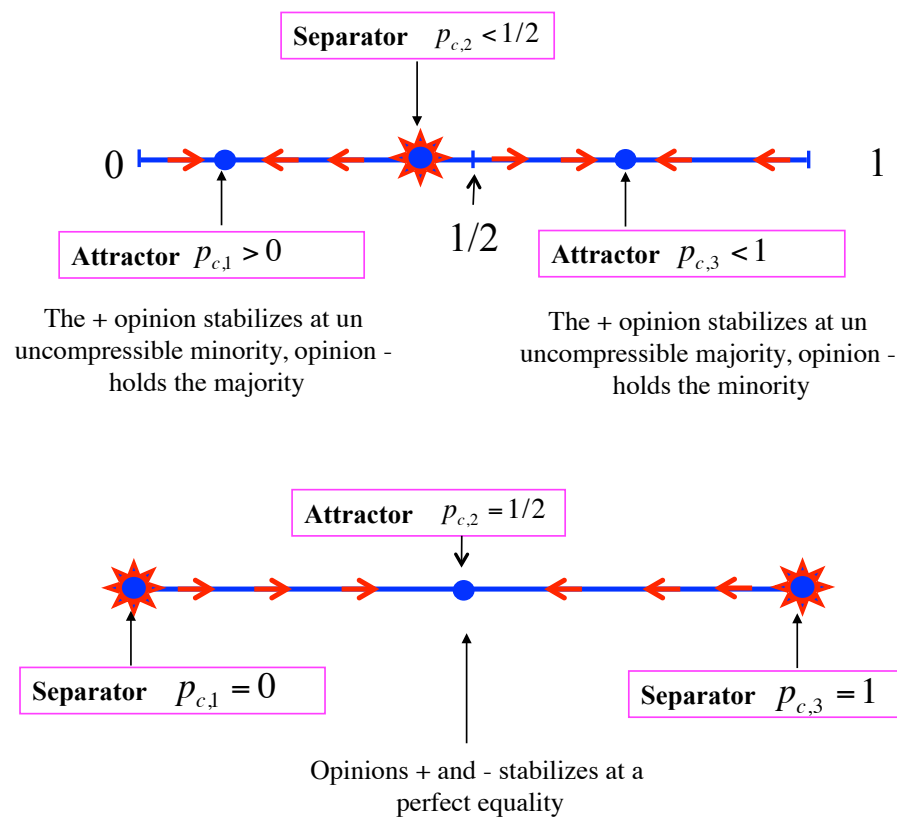 Separator p_{c,2} < 1/2
0
1
1/2
Attractor p_{c,1} > 0
Attractor p_{c,3} < 1
The + opinion stabilizes at un
uncompressible minority, opinion -
holds the majority
The + opinion stabilizes at un
uncompressible majority, opinion -
holds the minority
Attractor p_{c,2} = 1/2
Separator p_{c,1} = 0
Separator p_{c,3} = 1
Opinions + and - stabilizes at a
perfect equality